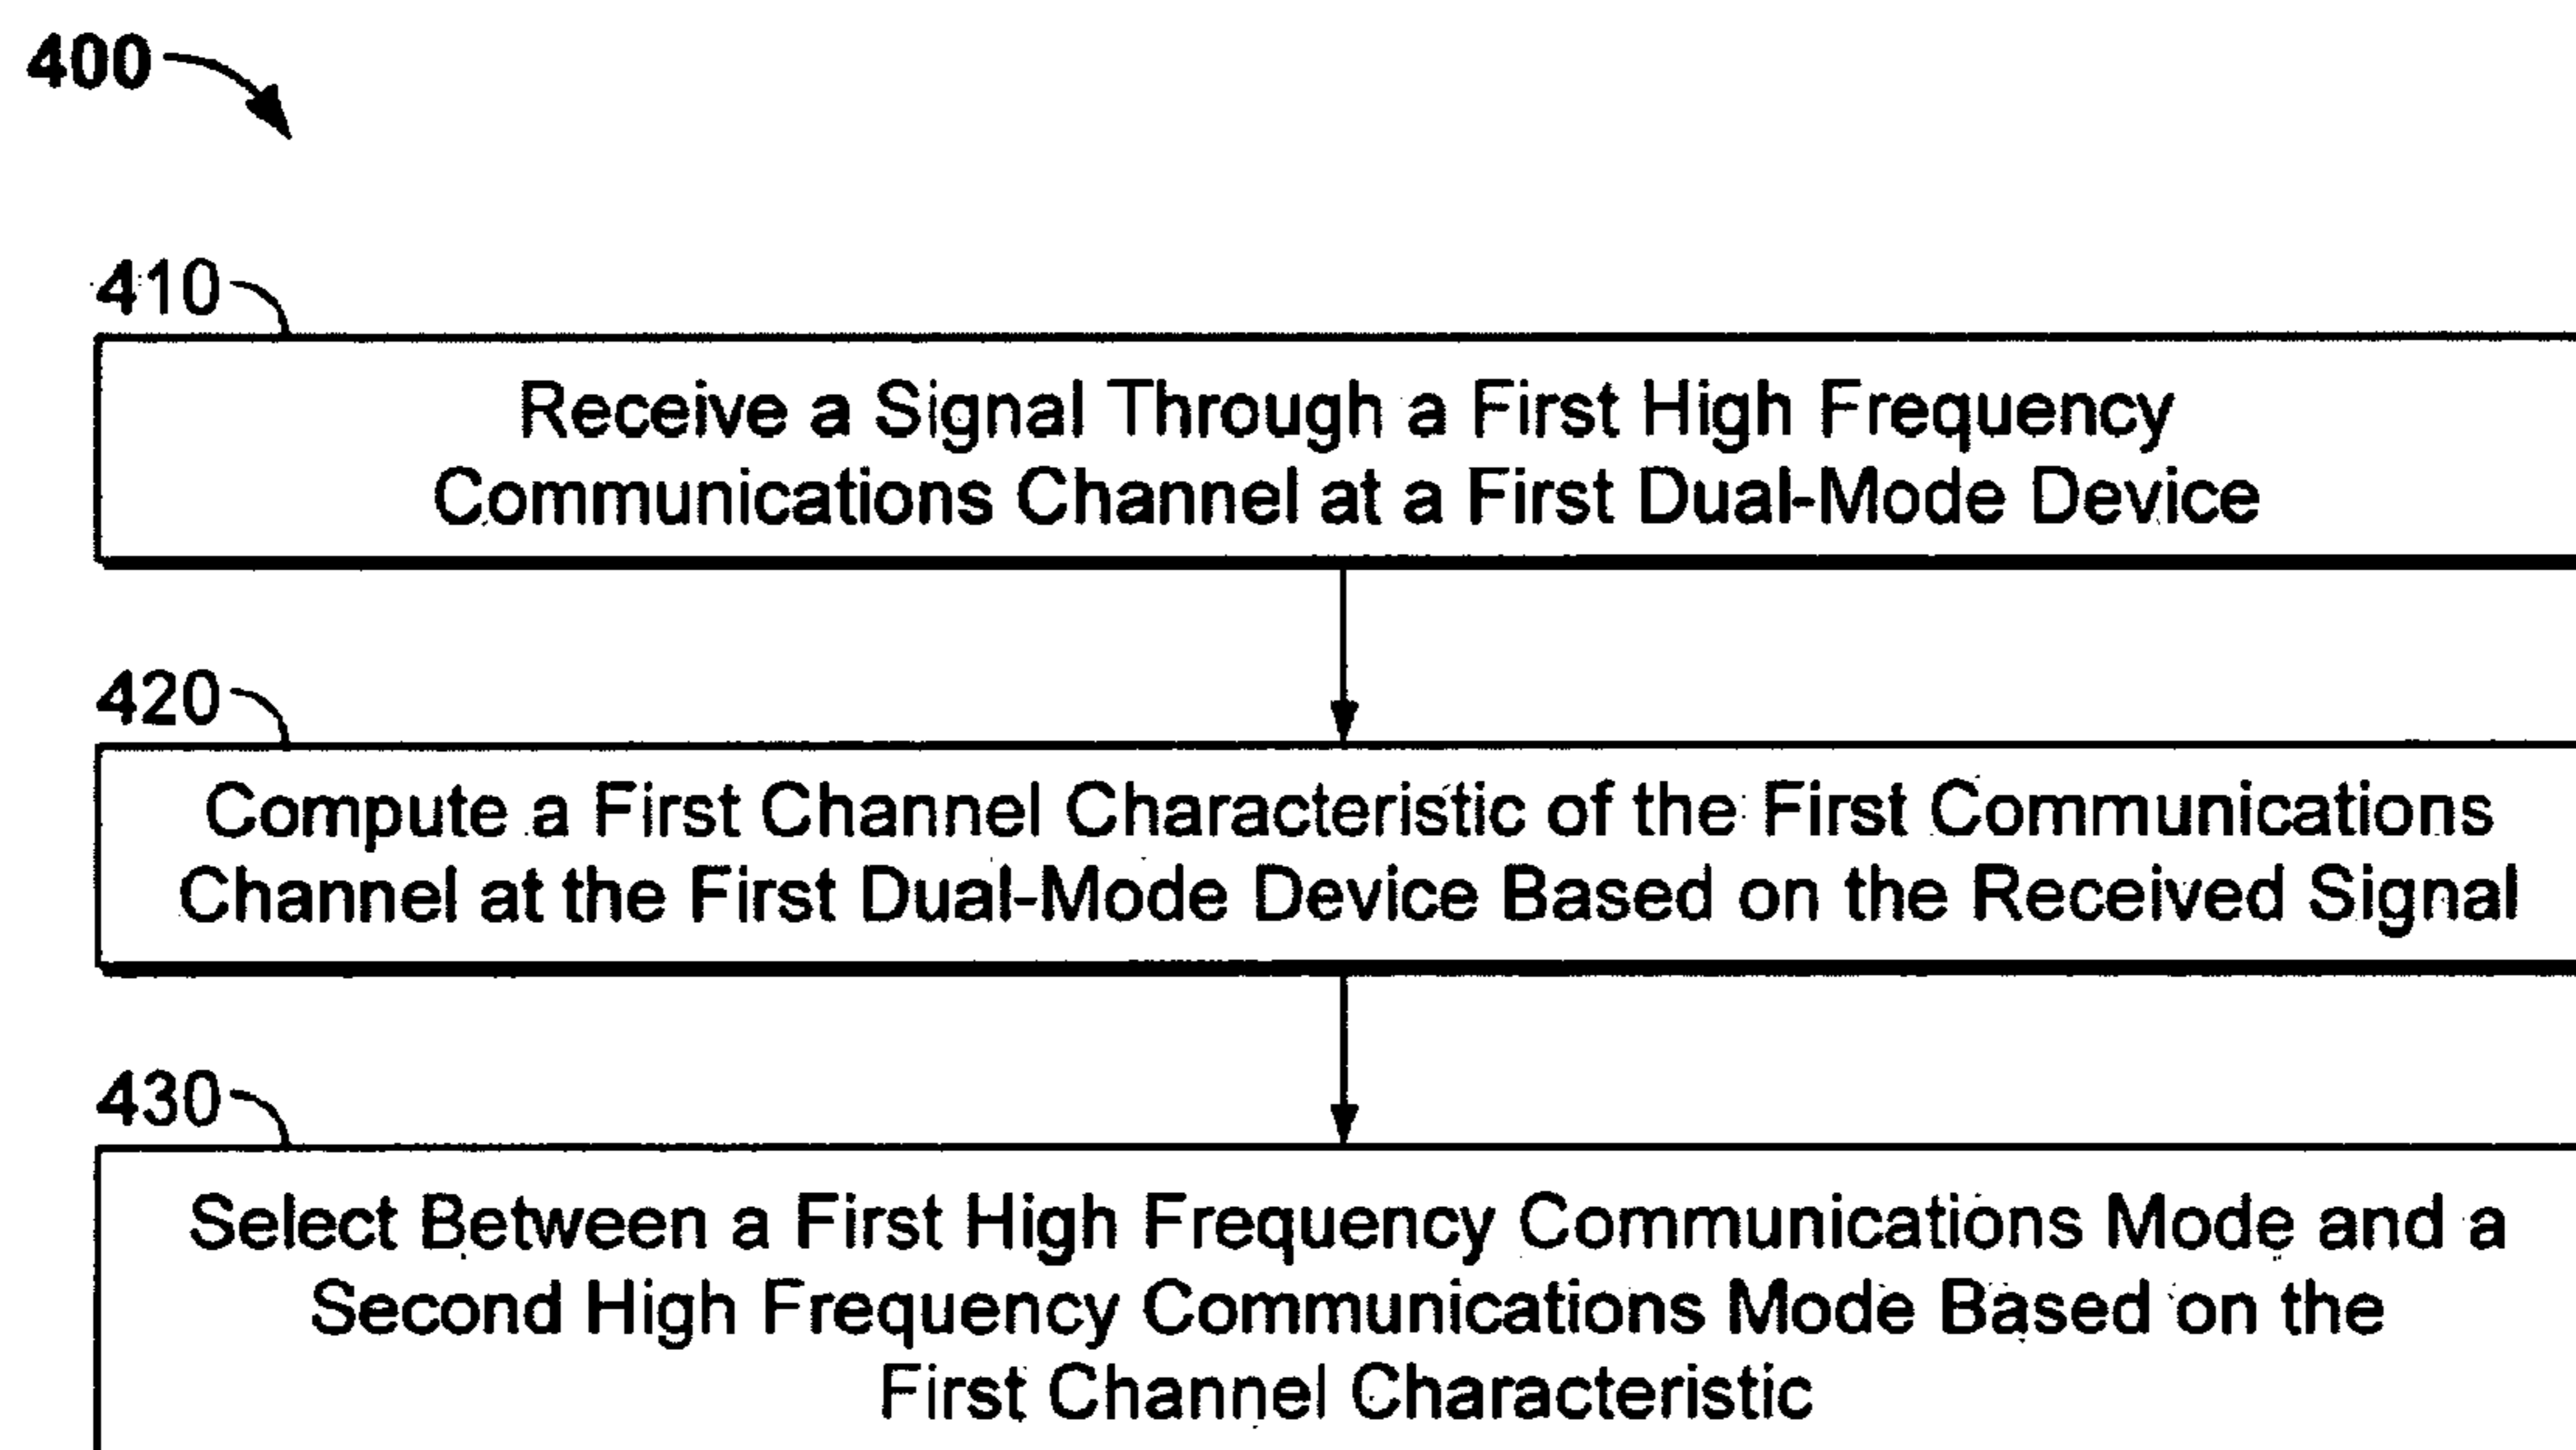 400
410
Receive a Signal Through a First High Frequency
Communications Channel at a First Dual-Mode Device
420
Compute a First Channel Characteristic of the First Communications
Channel at the First Dual-Mode Device Based on the Received Signal
430
Select Between a First High Frequency Communications Mode and a
Second High Frequency Communications Mode Based on the
First Channel Characteristic